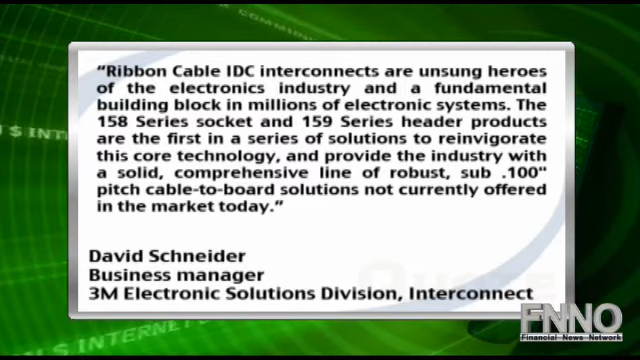 “Ribbon Cable IDC interconnects are unsung heroes
of the electronics industry and a fundamental
building block in millions of electronic systems. The
158 Series socket and 159 Series header products
are the first in a series of solutions to reinvigorate
this core technology, and provide the industry with
a solid, comprehensive line of robust, sub .100"
pitch cable-to-board solutions not currently offered
in the market today.”
David Schneider
Business manager
3M Electronic Solutions Division, Interconnect
QUOTE
FNNO
Financial News Network
LS INTERNET